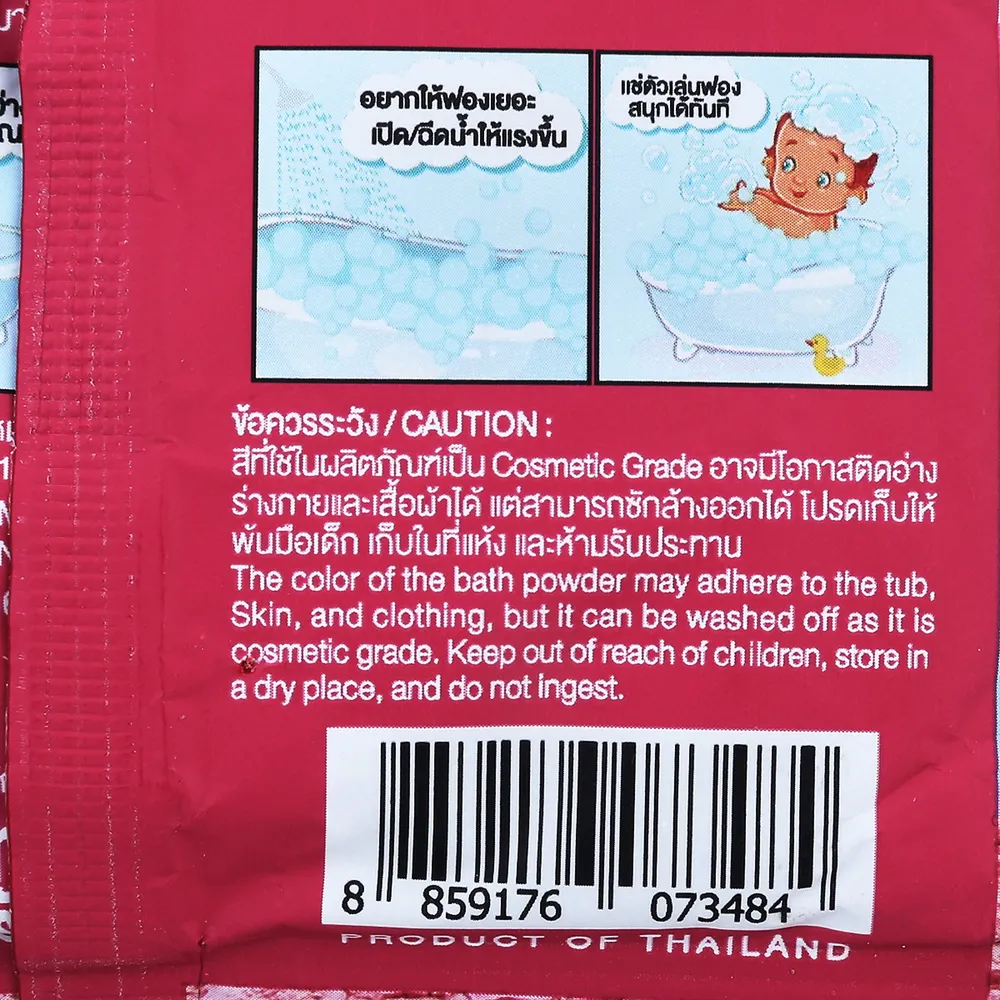 อยากให้ฟองเยอะ
เปิด/ฉีดน้ำให้แรงขึ้น
แช่ตัวเล่นฟอง
สนุกได้ทันที
ข้อควรระวัง / CAUTION :
สีที่ใช้ในผลิตภัณฑ์เป็น Cosmetic Grade อาจมีโอกาสติดอ่าง
ร่างกายและเสื้อผ้าได้ แต่สามารถซักล้างออกได้ โปรดเก็บให้
พ้นมือเด็ก เก็บในที่แห้ง และห้ามรับประทาน
The color of the bath powder may adhere to the tub,
Skin, and clothing, but it can be washed off as it is
cosmetic grade. Keep out of reach of children, store in
a dry place, and do not ingest.
8 859176 073484
PRODUCT OF THAILAND